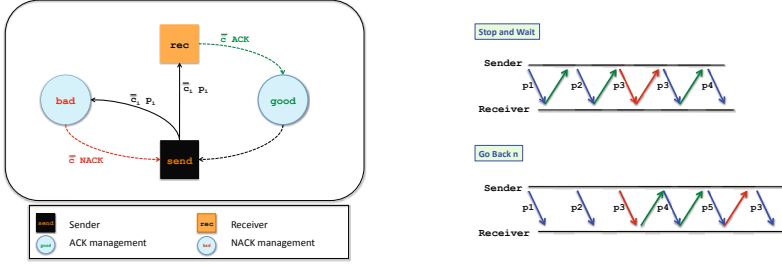 rec
c̿ ACK
c̿ᵢ pᵢ
c̿ᵢ pᵢ
bad
good
c̿ NACK
send
send Sender
rec Receiver
good ACK management
bad NACK management
Stop and Wait
Sender
p1 p2 p3 p3 p4
Receiver
Go Back n
Sender
p1 p2 p3 p4 p5 p3
Receiver